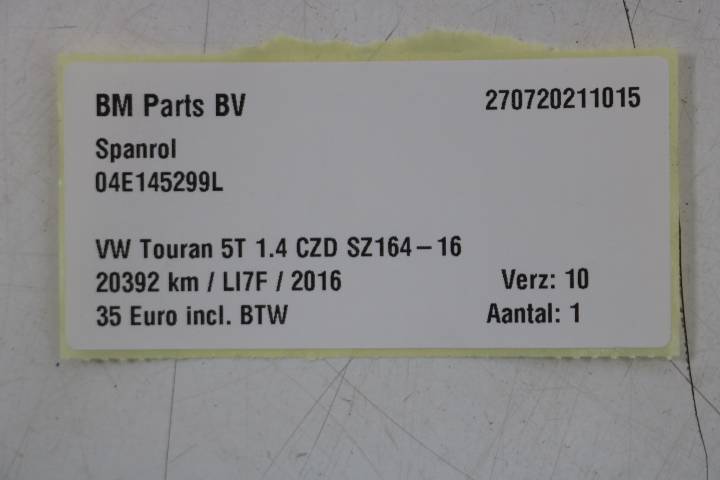 BM Parts BV 270720211015
Spanrol
04E145299L
VW Touran 5T 1.4 CZD SZ164-16
20392 km / LI7F / 2016 Verz: 10
35 Euro incl. BTW Aantal: 1